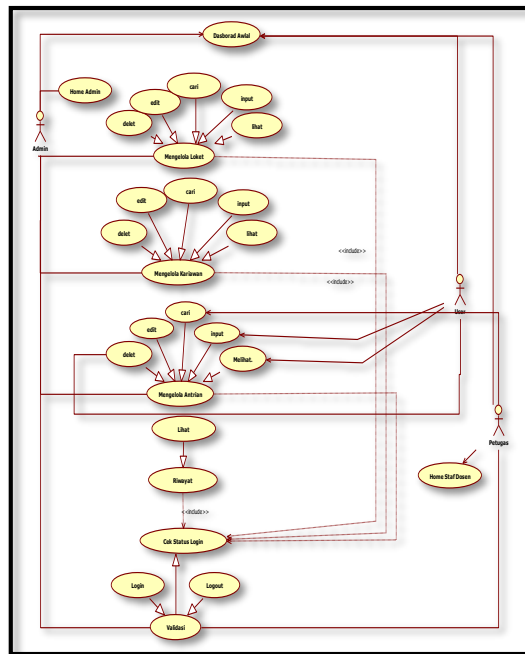 Dasborad Awlal
Home Admin
cari
edit
input
delet
lihat
Admin
Mengelola Loket
cari
edit
input
delet
lihat
<<include>>
Mengelola Kariawan
<<include>>
User
cari
edit
input
delet
Melihat.
Mengelola Antrian
Lihat
Petugas
Home Staf Dosen
Riwayat
<<include>>
Cek Status Login
Login
Logout
Validasi